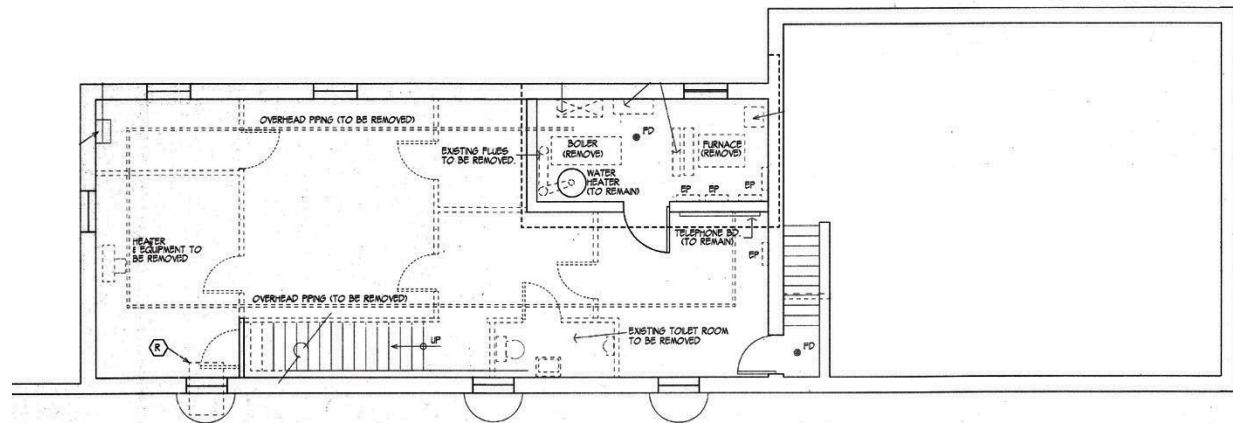 OVERHEAD PIPING (TO BE REMOVED)
EXISTING FLUES
TO BE REMOVED.
BOILER
(REMOVE)
FD
FURNACE
(REMOVE)
WATER
HEATER
(TO REMAIN)
EP
EP
EP
TELEPHONE BD.
(TO REMAIN)
EP
HEATER
& EQUIPMENT TO
BE REMOVED
OVERHEAD PIPING (TO BE REMOVED)
R
UP
EXISTING TOILET ROOM
TO BE REMOVED
FD